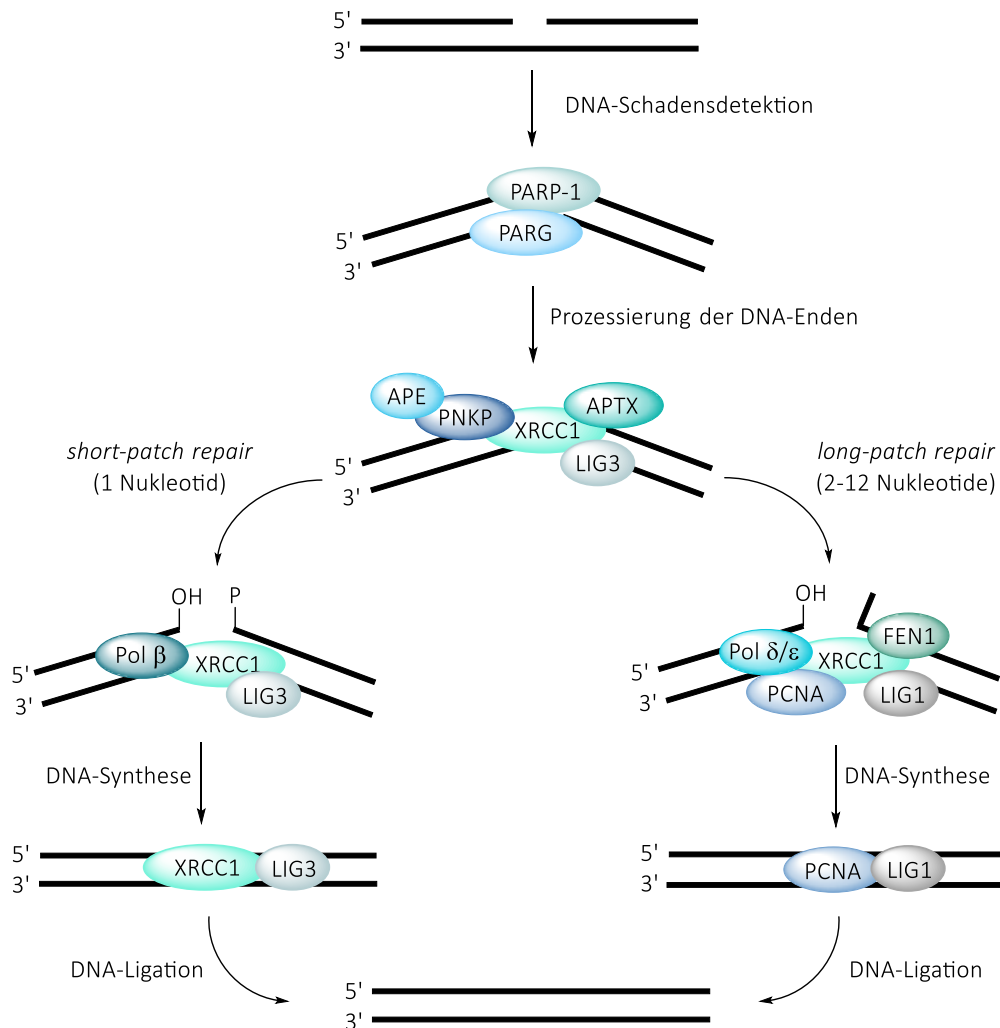 5'
3'
DNA-Schadensdetektion
PARP-1
PARG
5'
3'
Prozessierung der DNA-Enden
APE
PNKP
XRCC1
APTX
LIG3
5'
3'
short-patch repair
(1 Nukleotid)
long-patch repair
(2-12 Nukleotide)
OH
P
Pol β
XRCC1
LIG3
5'
3'
OH
Pol δ/ε
XRCC1
FEN1
PCNA
LIG1
5'
3'
DNA-Synthese
DNA-Synthese
5'
3'
XRCC1
LIG3
5'
3'
PCNA
LIG1
DNA-Ligation
DNA-Ligation
5'
3'